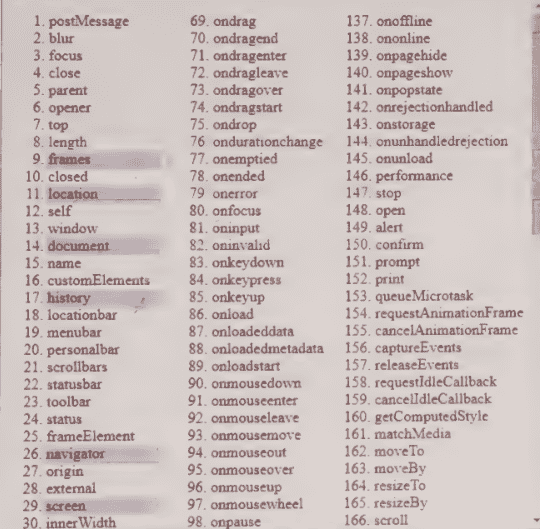 1. postMessage
2. blur
3. focus
4. close
5. parent
6. opener
7. top
8. length
9. frames
10. closed
11. location
12. self
13. window
14. document
15. name
16. customElements
17. history
18. locationbar
19. menubar
20. personalbar
21. scrollbars
22. statusbar
23. toolbar
24. status
25. frameElement
26. navigator
27. origin
28. external
29. screen
30. innerWidth
69. ondrag
70. ondragend
71. ondragenter
72. ondragleave
73. ondragover
74. ondragstart
75. ondrop
76 ondurationchange
77. onemptied
78. onended
79 onerror
80. onfocus
81. oninput
82. oninvalid
83. onkeydown
84. onkeypress
85. onkeyup
86. onload
87. onloadeddata
88. onloadedmetadata
89. onloadstart
90. onmousedown
91. onmouseenter
92. onmouseleave
93. onmousemove
94. onmouseout
95. onmouseover
96. onmouseup
97. onmousewheel
98. onpause
137. onoffline
138. ononline
139. onpagehide
140. onpageshow
141. onpopstate
142. onrejectionhandled
143. onstorage
144. onunhandledrejection
145. onunload
146. performance
147. stop
148. open
149. alert
150. confirm
151. prompt
152. print
153. queueMicrotask
154. requestAnimationFrame
155. cancelAnimationFrame
156. captureEvents
157. releaseEvents
158. requestIdleCallback
159. cancelIdleCallback
160. getComputedStyle
161. matchMedia
162. moveTo
163. moveBy
164. resizeTo
165. resizeBy
166. scroll